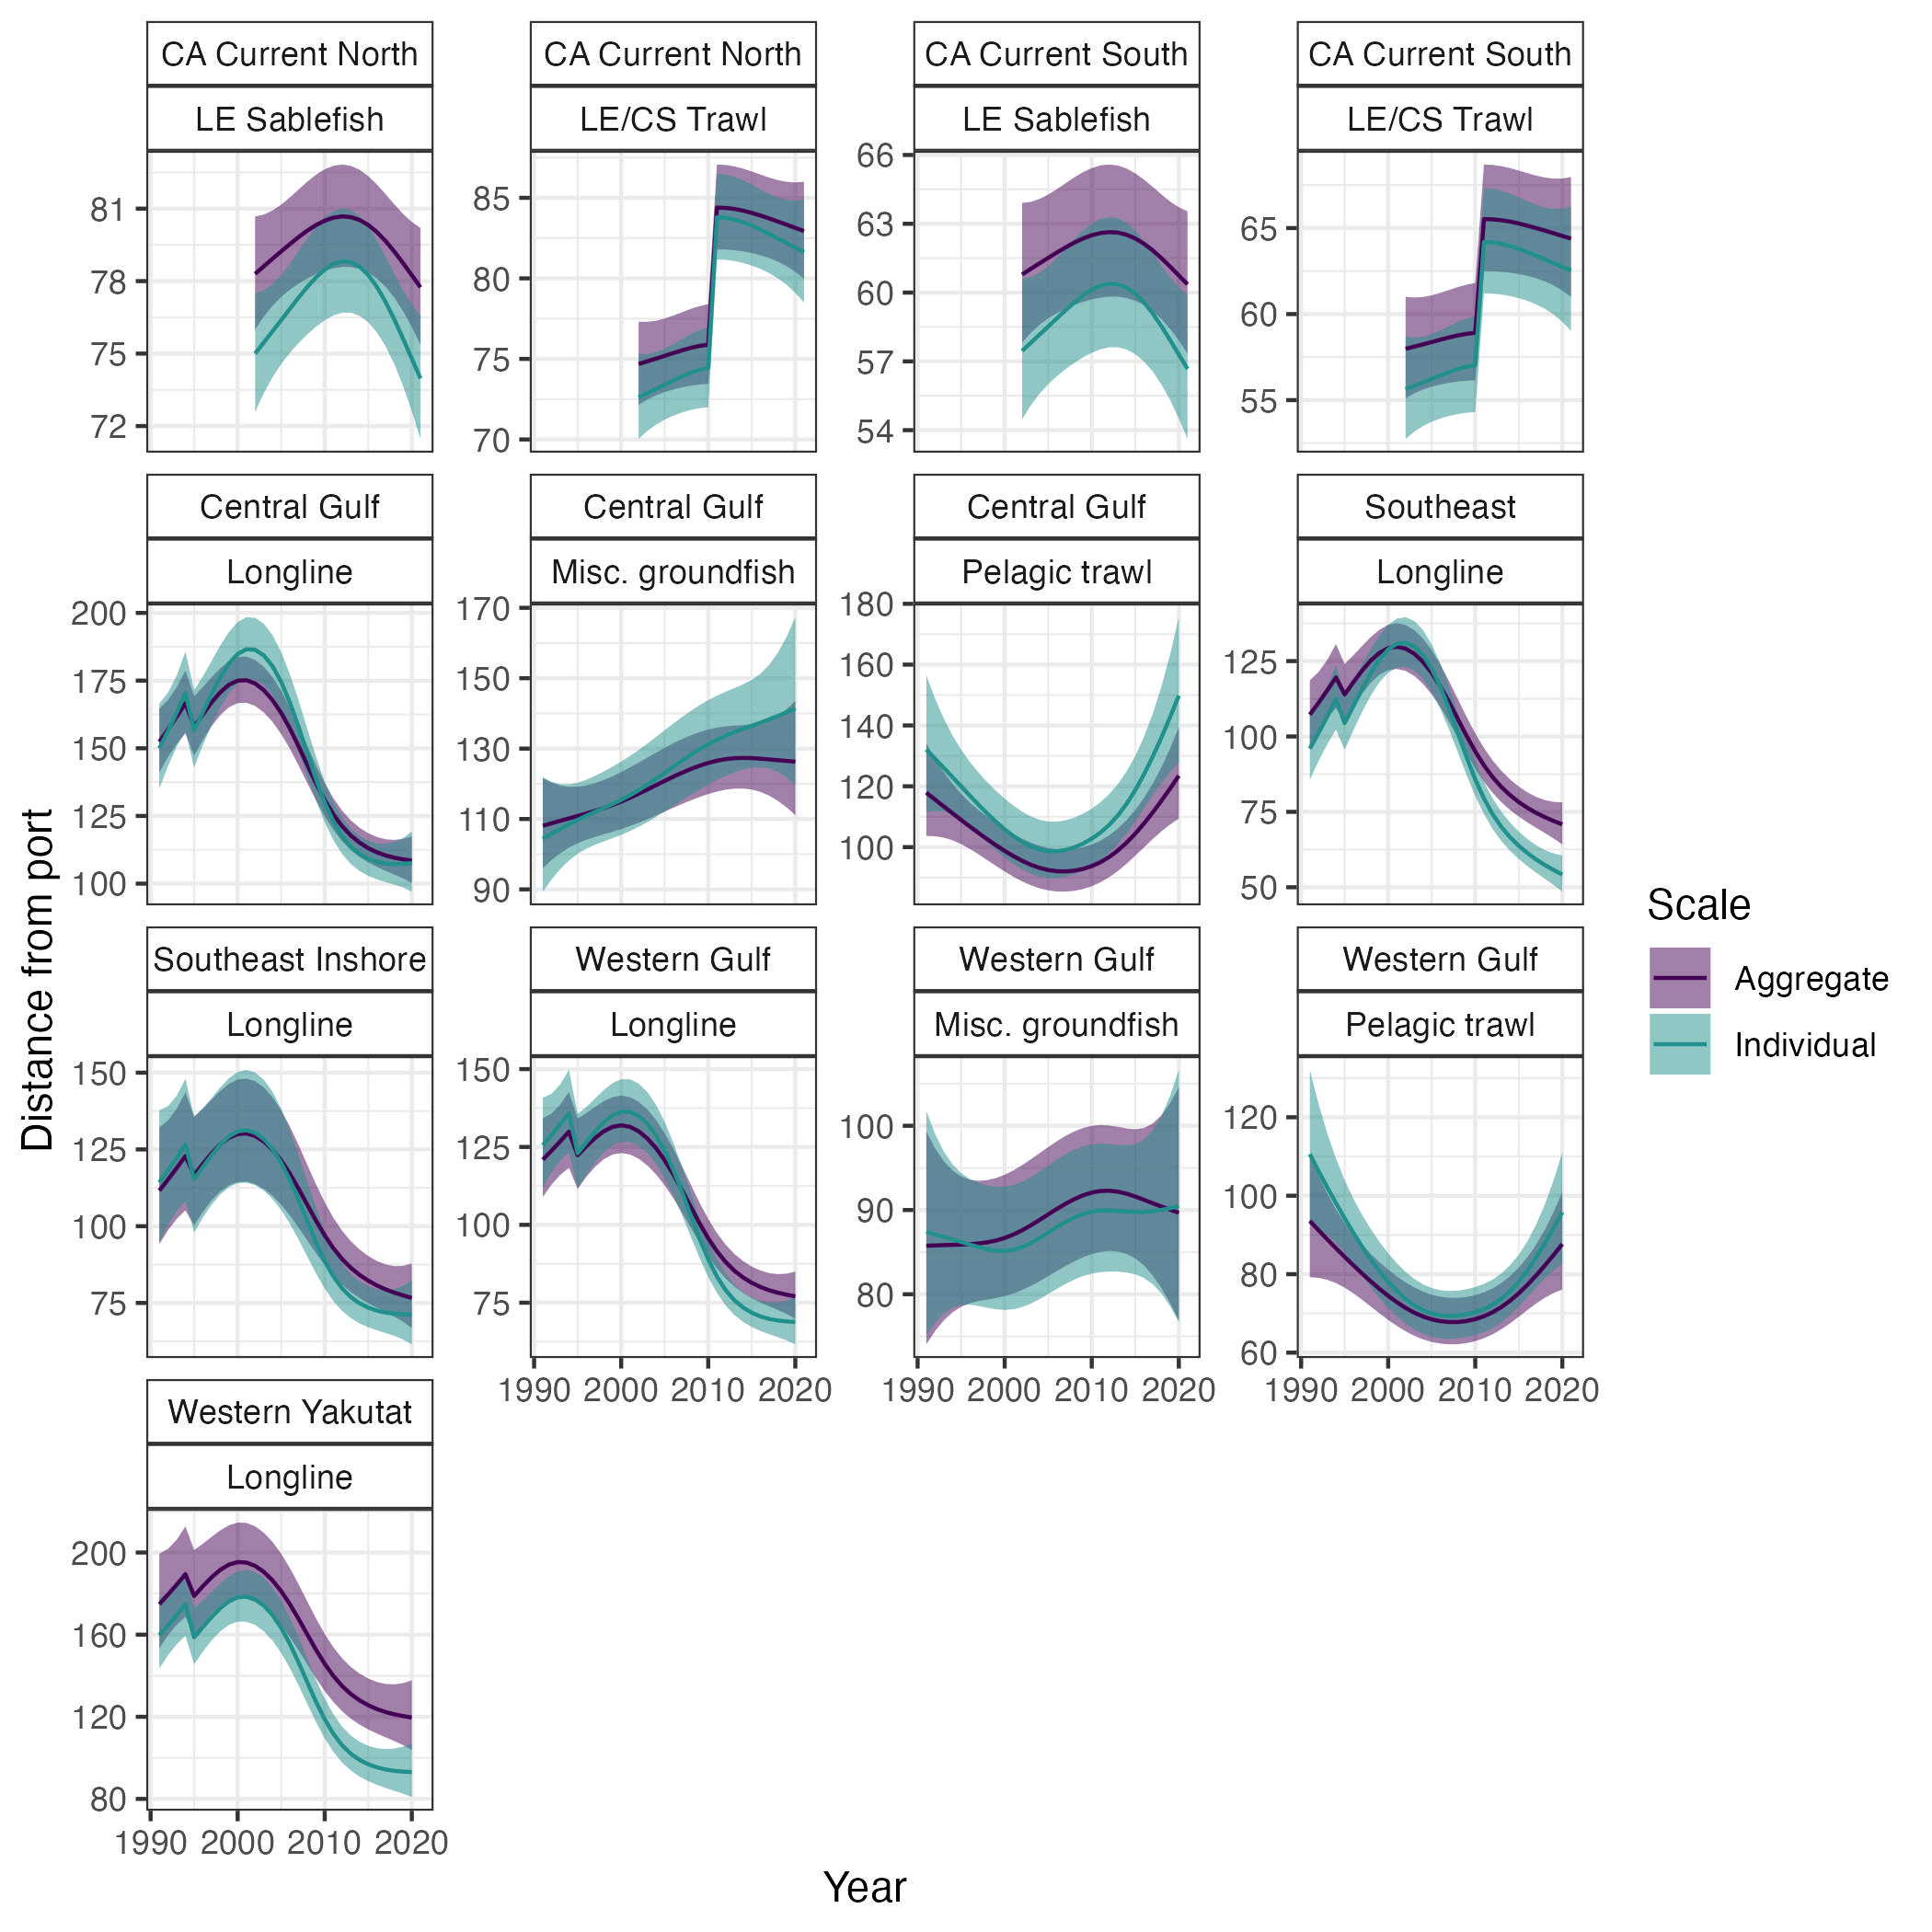 CA Current North CA Current North CA Current South CA Current South
LE Sablefish LE/CS Trawl LE Sablefish LE/CS Trawl
81 78 75 72
85 80 75 70
66 63 60 57 54
65 60 55
Central Gulf Central Gulf Central Gulf Southeast
Longline Misc. groundfish Pelagic trawl Longline
200 175 150 125 100
170 150 130 110 90
180 160 140 120 100
125 100 75 50
Distance from port
Scale
Aggregate
Individual
Southeast Inshore Western Gulf Western Gulf Western Gulf
Longline Longline Misc. groundfish Pelagic trawl
150 125 100 75
150 125 100 75
100 90 80
120 100 80 60
1990 2000 2010 2020 1990 2000 2010 2020 1990 2000 2010 2020
Western Yakutat
Longline
200 160 120 80
1990 2000 2010 2020
Year